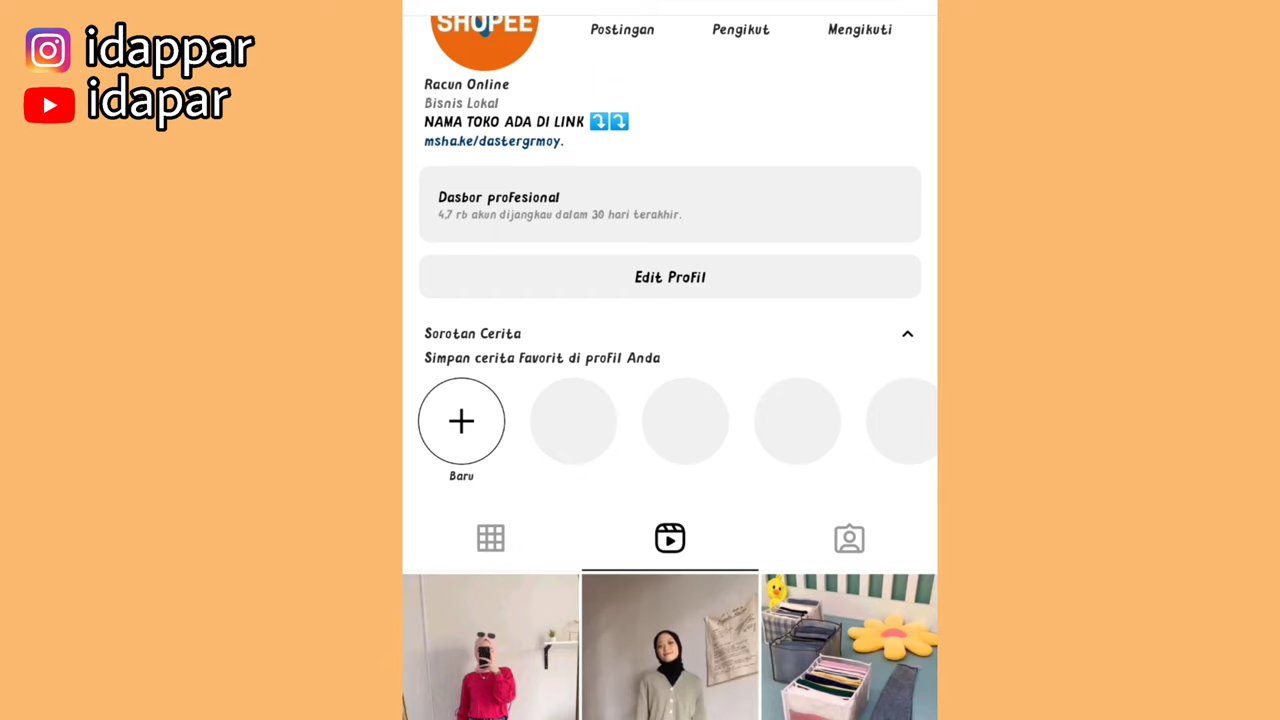 idappar
idapar
SHOPEE
Postingan Pengikut Mengikuti
Racun Online
Bisnis Lokal
NAMA TOKO ADA DI LINK ⤵️⤵️
msha.ke/dastergrmoy.
Dasbor profesional
4,7 rb akun dijangkau dalam 30 hari terakhir.
Edit Profil
Sorotan Cerita
Simpan cerita Favorit di profil Anda
Baru